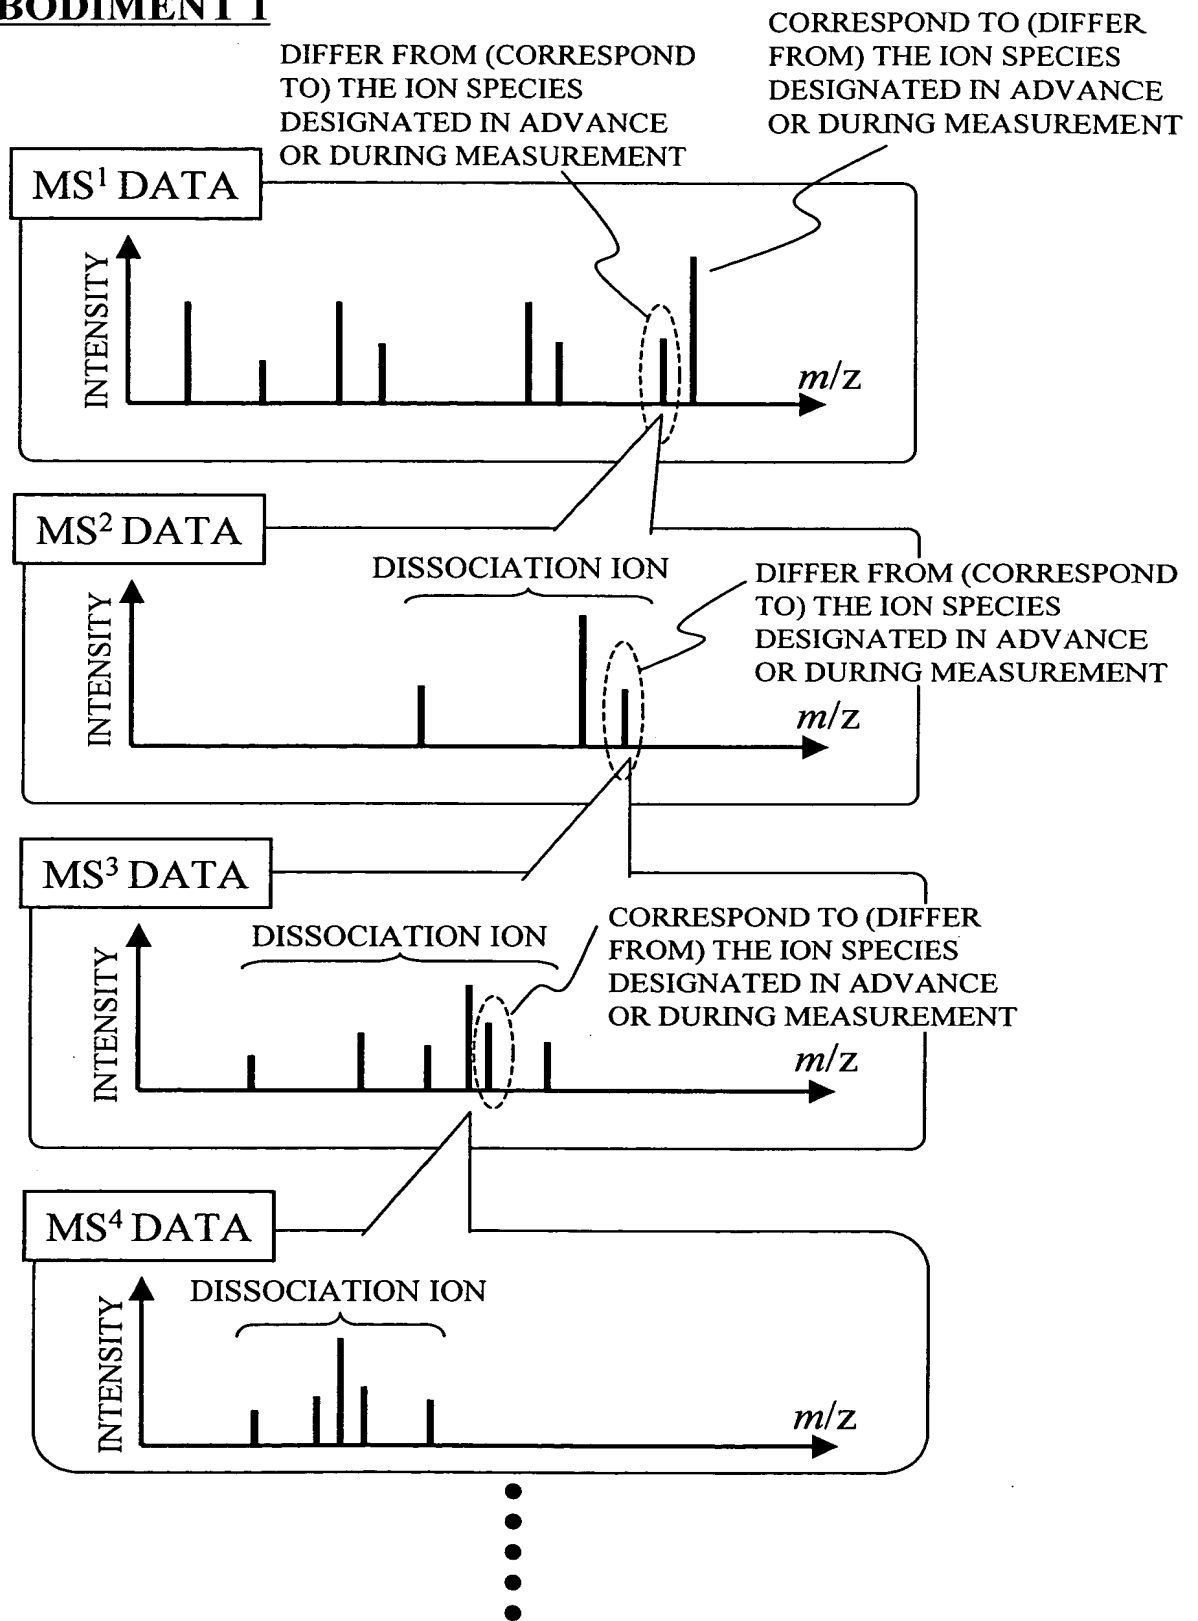 BODIMENT 1
CORRESPOND TO (DIFFER
FROM) THE ION SPECIES
DESIGNATED IN ADVANCE
OR DURING MEASUREMENT
DIFFER FROM (CORRESPOND
TO) THE ION SPECIES
DESIGNATED IN ADVANCE
OR DURING MEASUREMENT
MS¹ DATA
INTENSITY
m/z
MS² DATA
DISSOCIATION ION
DIFFER FROM (CORRESPOND
TO) THE ION SPECIES
DESIGNATED IN ADVANCE
OR DURING MEASUREMENT
INTENSITY
m/z
MS³ DATA
DISSOCIATION ION
CORRESPOND TO (DIFFER
FROM) THE ION SPECIES
DESIGNATED IN ADVANCE
OR DURING MEASUREMENT
INTENSITY
m/z
MS⁴ DATA
DISSOCIATION ION
INTENSITY
m/z